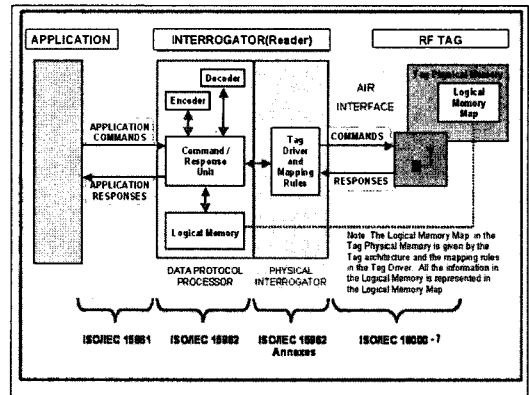 APPLICATION
INTERROGATOR(Reader)
RF TAG
Decoder
Encoder
AIR
INTERFACE
Tag Physical Memory
Logical
Memory
Map
APPLICATION
COMMANDS
Command /
Response
Unit
Tag
Driver
and
Mapping
Rules
COMMANDS
APPLICATION
RESPONSES
RESPONSES
Logical Memory
Note The Logical Memory Map in the
Tag Physical Memory is given by the
Tag architecture and the mapping rules
in the Tag Driver. All the information in
the Logical Memory is represented in
the Logical Memory Map
DATA PROTOCOL
PROCESSOR
PHYSICAL
INTERROGATOR
ISO/IEC 15961
ISO/IEC 15962
ISO/IEC 15962
Annexes
ISO/IEC 18000 - 7